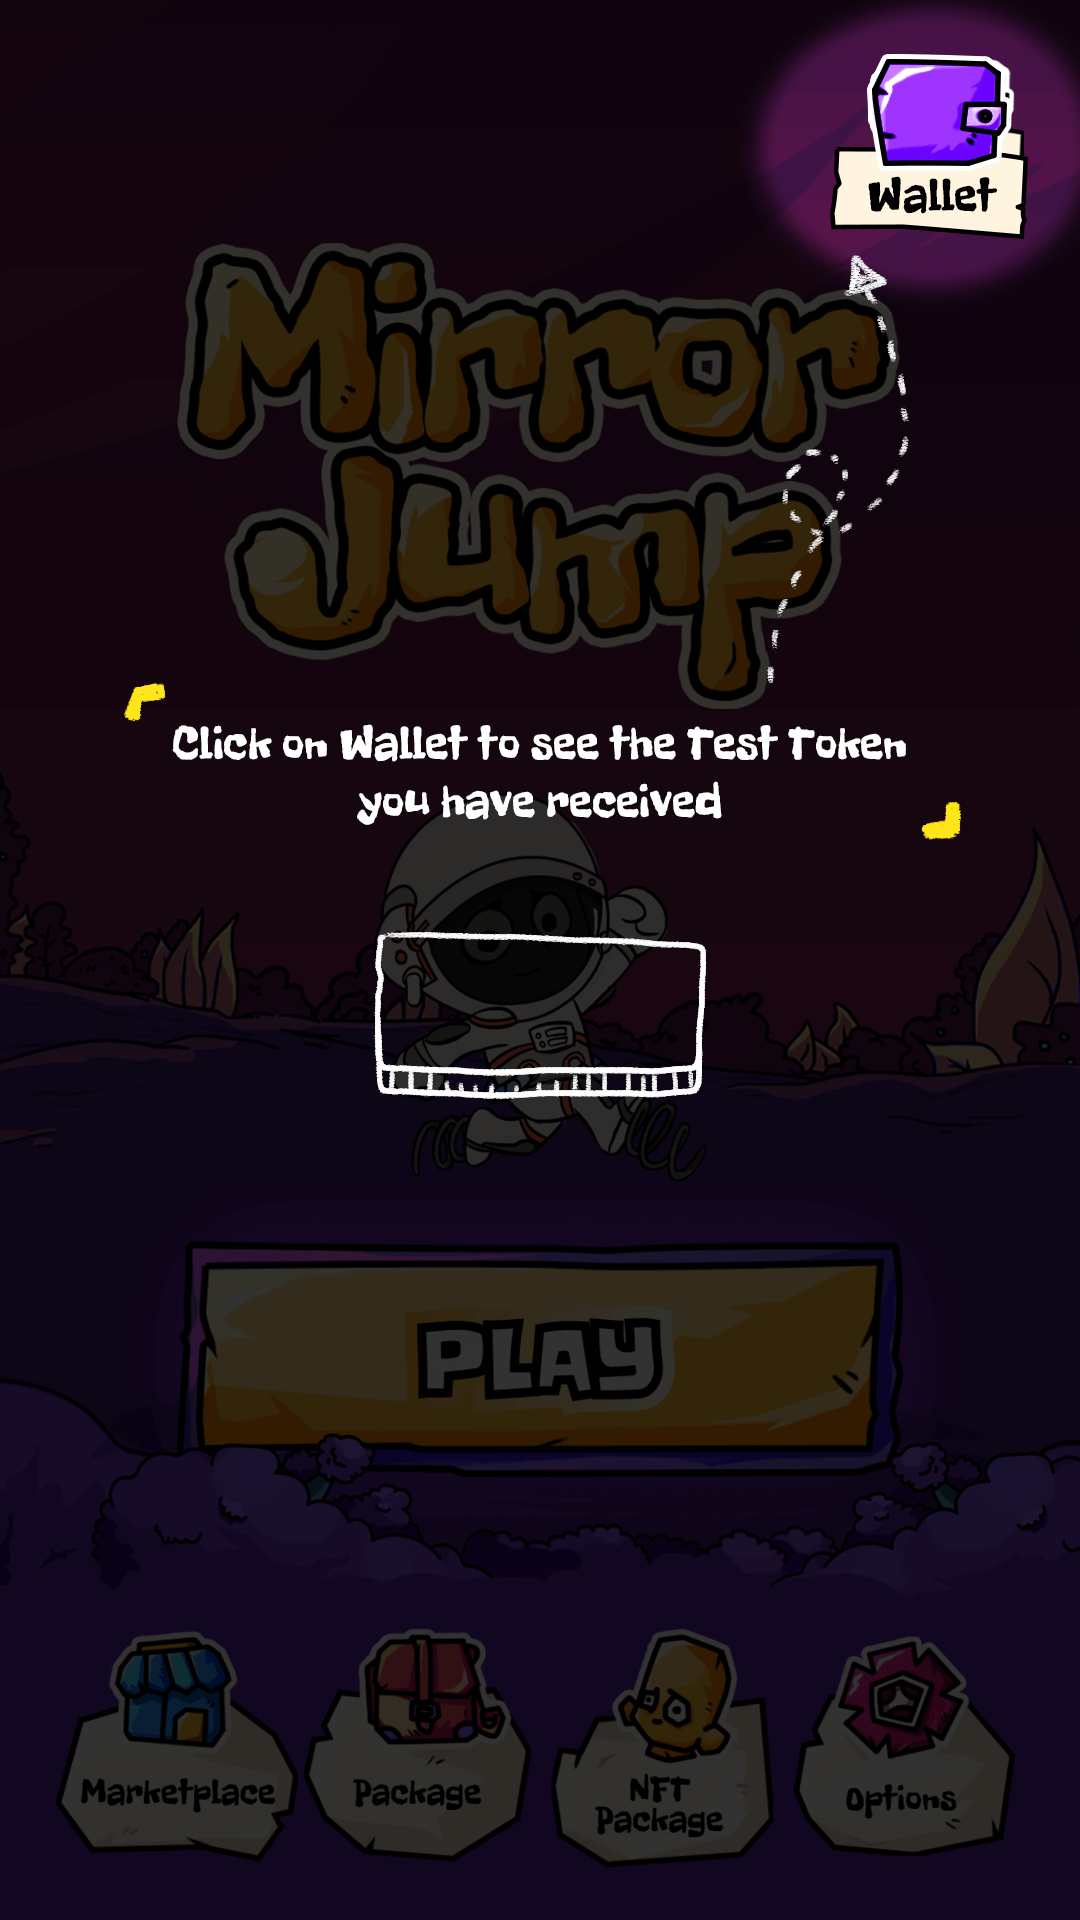 Wallet
Mirror
Jump
Click on Wallet to see the Test Token
you have received
PLAY
Marketplace
Package
NFT
Package
Options